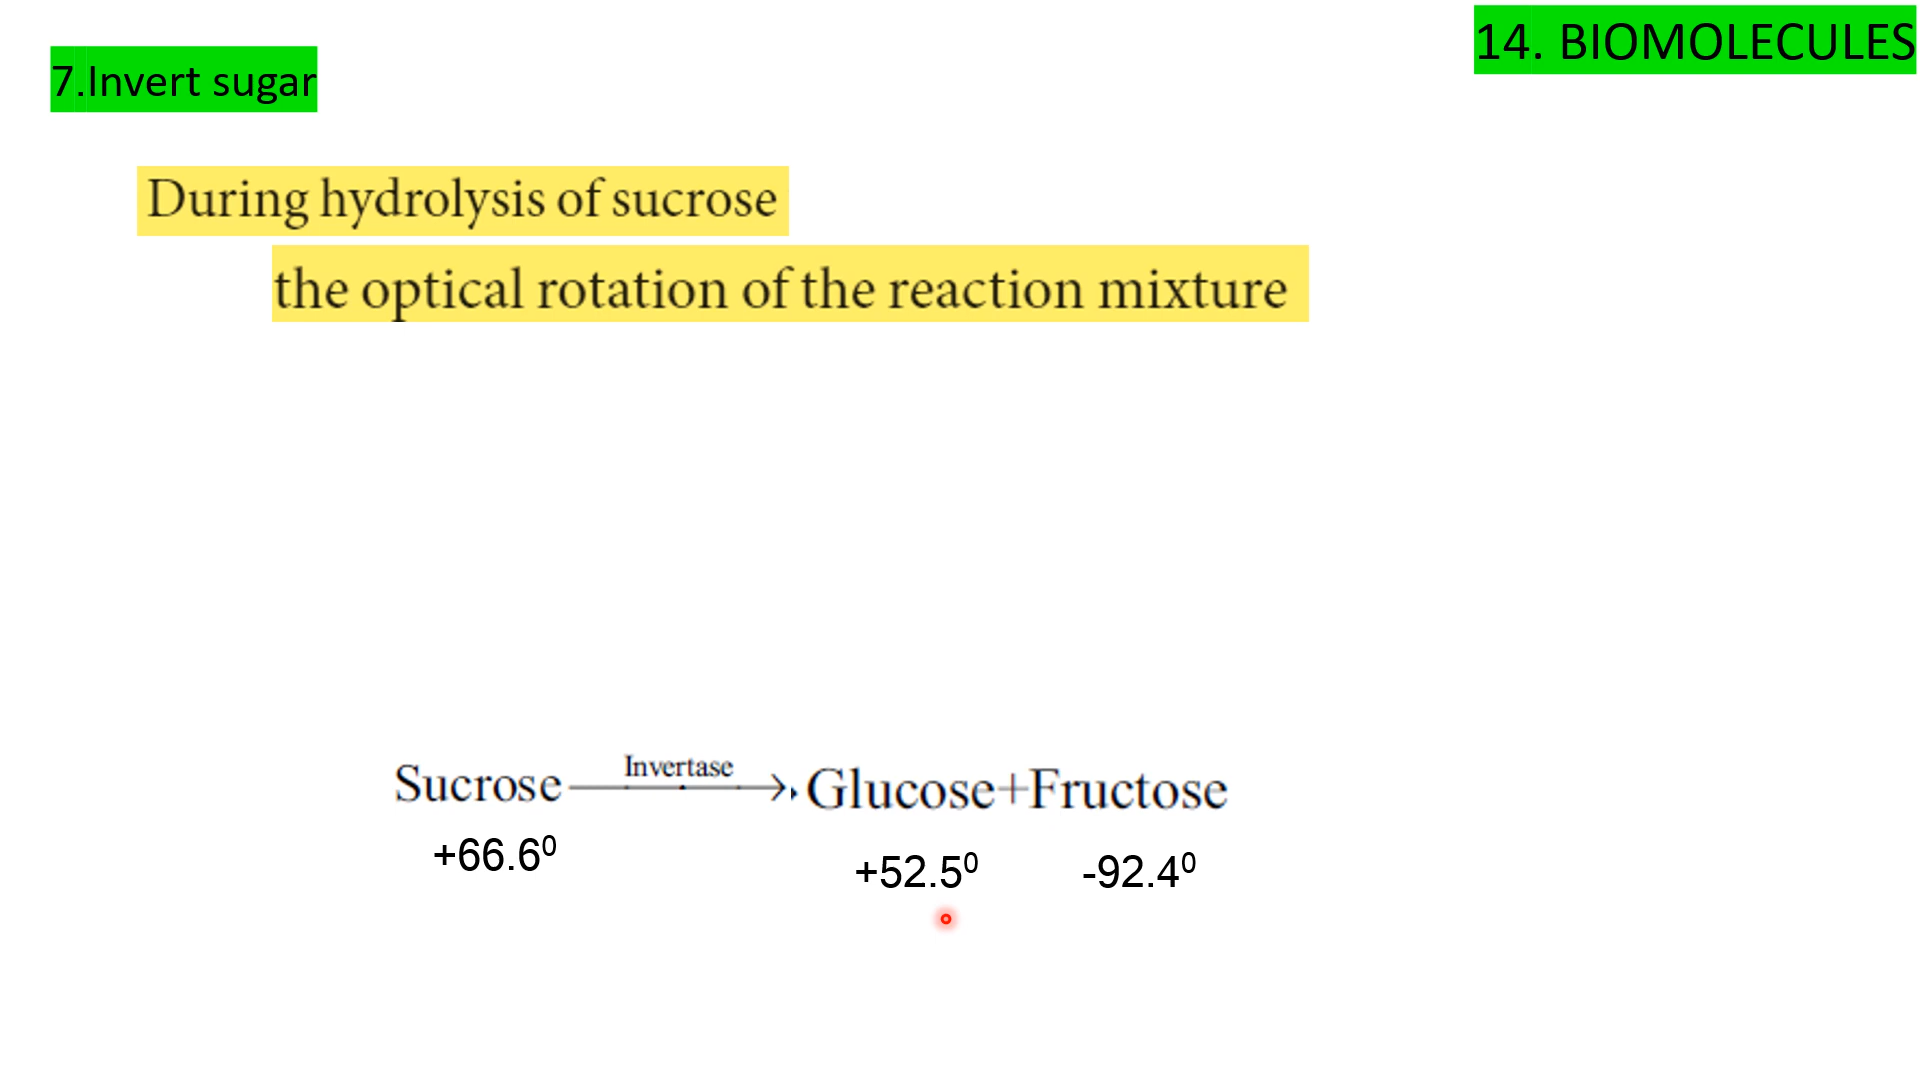 14. BIOMOLECULES
7.Invert sugar
During hydrolysis of sucrose
the optical rotation of the reaction mixture
Invertase
Sucrose → Glucose+Fructose
+66.6⁰ +52.5⁰ -92.4⁰